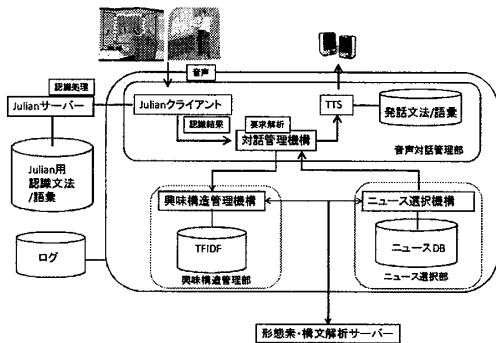 音声
認識処理
Julianサーバー
Julianクライアント
TTS
発話文法/語彙
認識結果
要求解析
対話管理機構
音声対話管理部
Julian用
認識文法
/語彙
興味構造管理機構
ニュース選択機構
TFIDF
ニュースDB
ログ
興味構造管理部
ニュース選択部
形態素・構文解析サーバー